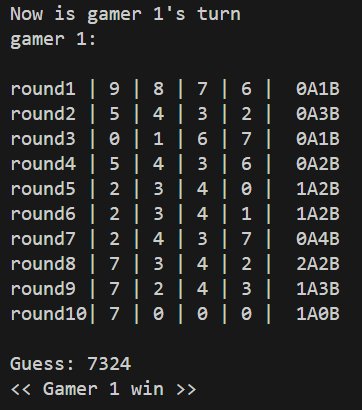 Now is gamer 1's turn
gamer 1:
round1 | 9 | 8 | 7 | 6 |  0A1B
round2 | 5 | 4 | 3 | 2 |  0A3B
round3 | 0 | 1 | 6 | 7 |  0A1B
round4 | 5 | 4 | 3 | 6 |  0A2B
round5 | 2 | 3 | 4 | 0 |  1A2B
round6 | 2 | 3 | 4 | 1 |  1A2B
round7 | 2 | 4 | 3 | 7 |  0A4B
round8 | 7 | 3 | 4 | 2 |  2A2B
round9 | 7 | 2 | 4 | 3 |  1A3B
round10| 7 | 0 | 0 | 0 |  1A0B
Guess: 7324
<< Gamer 1 win >>